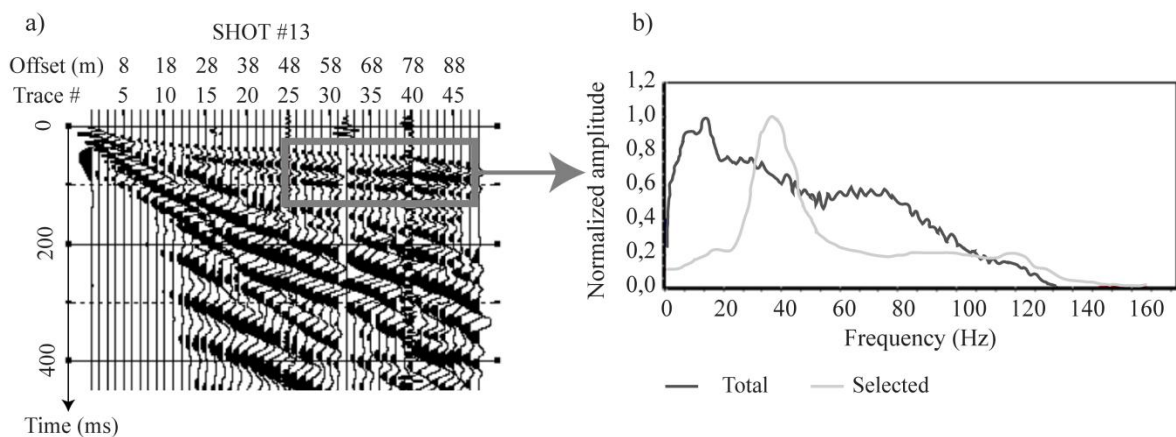 a)
SHOT #13
Offset (m) 8 18 28 38 48 58 68 78 88
Trace # 5 10 15 20 25 30 35 40 45
0
200
400
Time (ms)
b)
Normalized amplitude
1,2
1,0
0,8
0,6
0,4
0,2
0,0
0 20 40 60 80 100 120 140 160
Frequency (Hz)
Total Selected